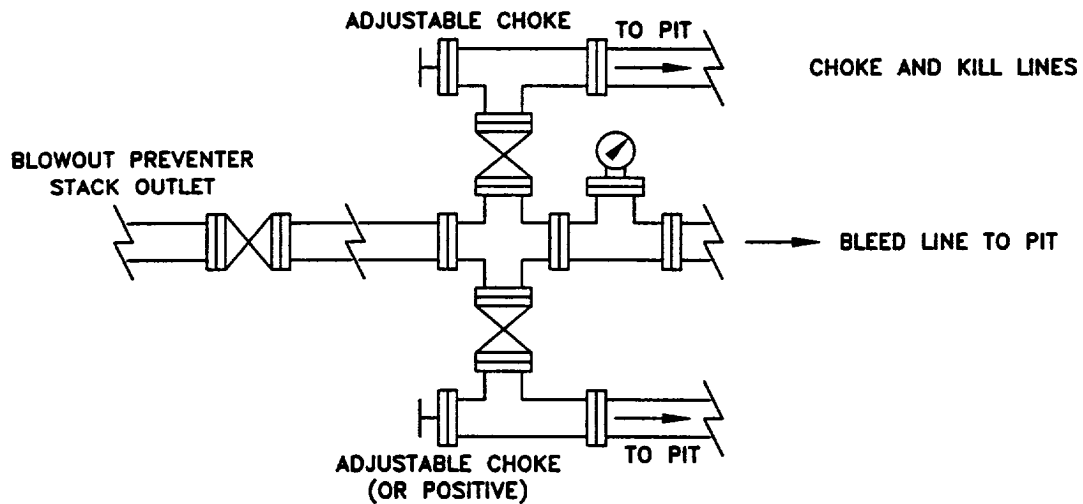 ADJUSTABLE CHOKE
TO PIT
CHOKE AND KILL LINES
BLOWOUT PREVENTER
STACK OUTLET
BLEED LINE TO PIT
TO PIT
ADJUSTABLE CHOKE
(OR POSITIVE)